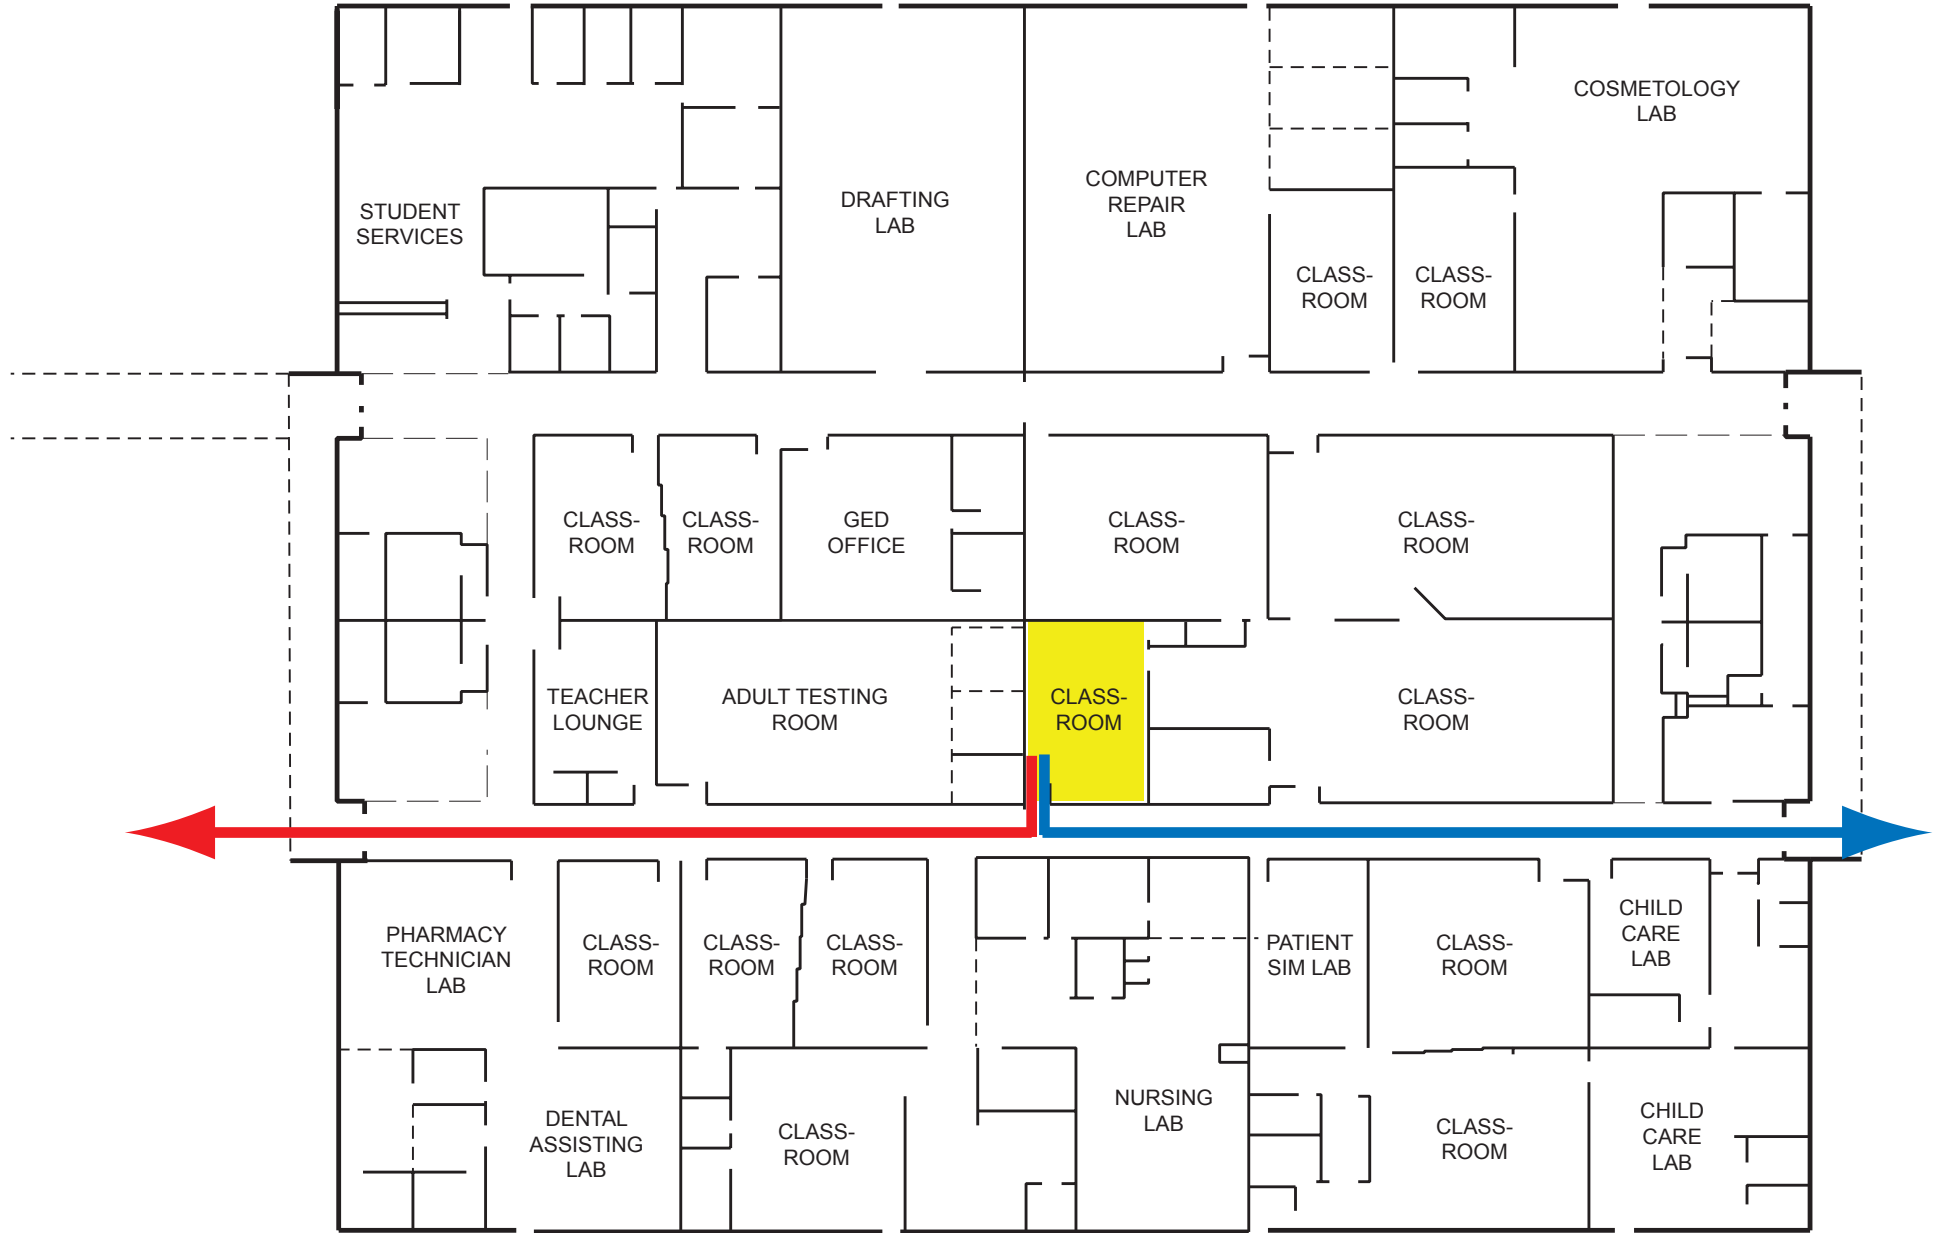 COSMETOLOGY
LAB
COMPUTER
REPAIR
LAB
DRAFTING
LAB
STUDENT
SERVICES
CLASS-
ROOM
CLASS-
ROOM
CLASS-
ROOM
CLASS-
ROOM
GED
OFFICE
CLASS-
ROOM
CLASS-
ROOM
TEACHER
LOUNGE
ADULT TESTING
ROOM
CLASS-
ROOM
CLASS-
ROOM
PHARMACY
TECHNICIAN
LAB
CLASS-
ROOM
CLASS-
ROOM
CLASS-
ROOM
PATIENT
SIM LAB
CLASS-
ROOM
CHILD
CARE
LAB
DENTAL
ASSISTING
LAB
CLASS-
ROOM
NURSING
LAB
CLASS-
ROOM
CHILD
CARE
LAB